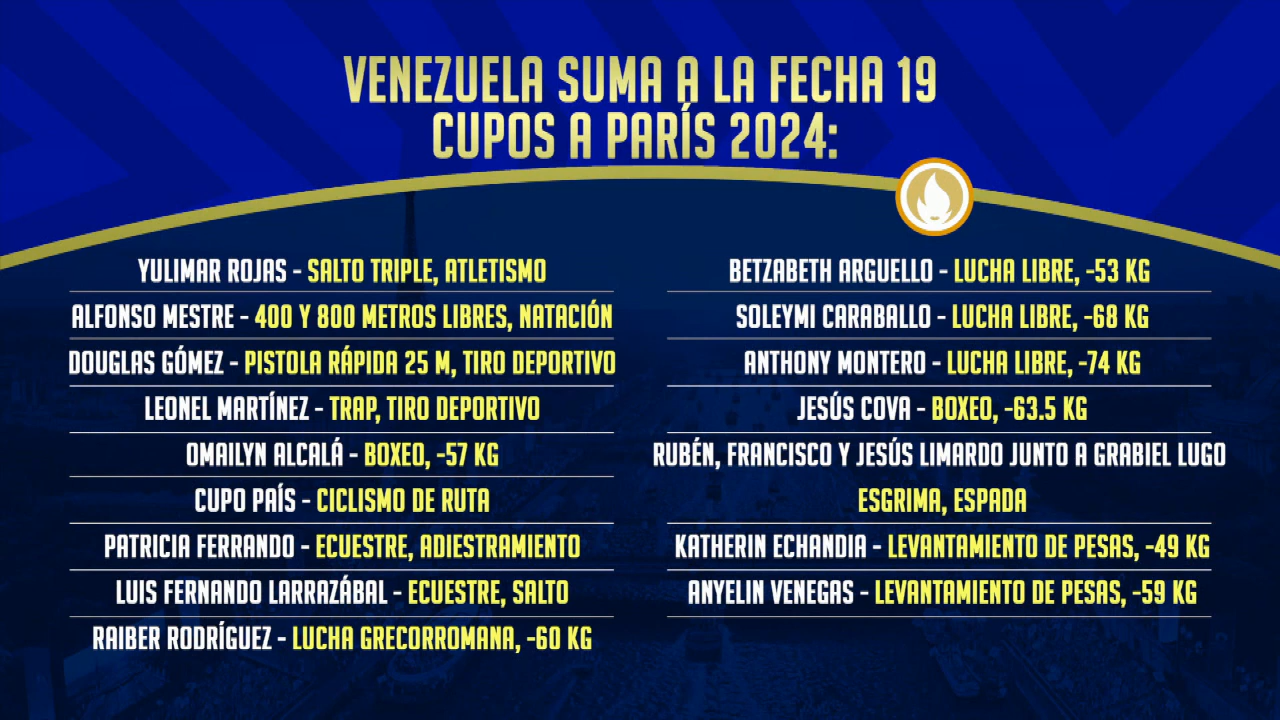 VENEZUELA SUMA A LA FECHA 19
CUPOS A PARÍS 2024:
YULIMAR ROJAS - SALTO TRIPLE, ATLETISMO
ALFONSO MESTRE - 400 Y 800 METROS LIBRES, NATACIÓN
DOUGLAS GÓMEZ - PISTOLA RÁPIDA 25 M, TIRO DEPORTIVO
LEONEL MARTÍNEZ - TRAP, TIRO DEPORTIVO
OMAILYN ALCALÁ - BOXEO, -57 KG
CUPO PAÍS - CICLISMO DE RUTA
PATRICIA FERRANDO - ECUESTRE, ADIESTRAMIENTO
LUIS FERNANDO LARRAZÁBAL - ECUESTRE, SALTO
RAIBER RODRÍGUEZ - LUCHA GRECORROMANA, -60 KG
BETZABETH ARGUELLO - LUCHA LIBRE, -53 KG
SOLEYMI CARABALLO - LUCHA LIBRE, -68 KG
ANTHONY MONTERO - LUCHA LIBRE, -74 KG
JESÚS COVA - BOXEO, -63.5 KG
RUBÉN, FRANCISCO Y JESÚS LIMARDO JUNTO A GRABIEL LUGO
ESGRIMA, ESPADA
KATHERIN ECHANDIA - LEVANTAMIENTO DE PESAS, -49 KG
ANYELIN VENEGAS - LEVANTAMIENTO DE PESAS, -59 KG